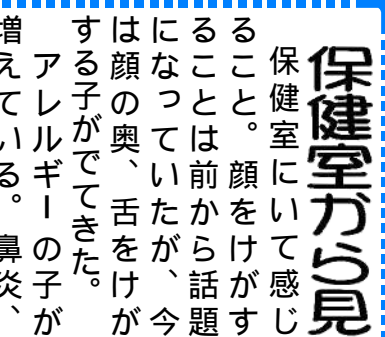 保健室から見
保健室にいて感じ
ること。顔をけがす
ることは前から話題
になっていたが、今
は顔の奥、舌をけが
する子がでてきた。
アレルギーの子が
増えている。鼻炎、